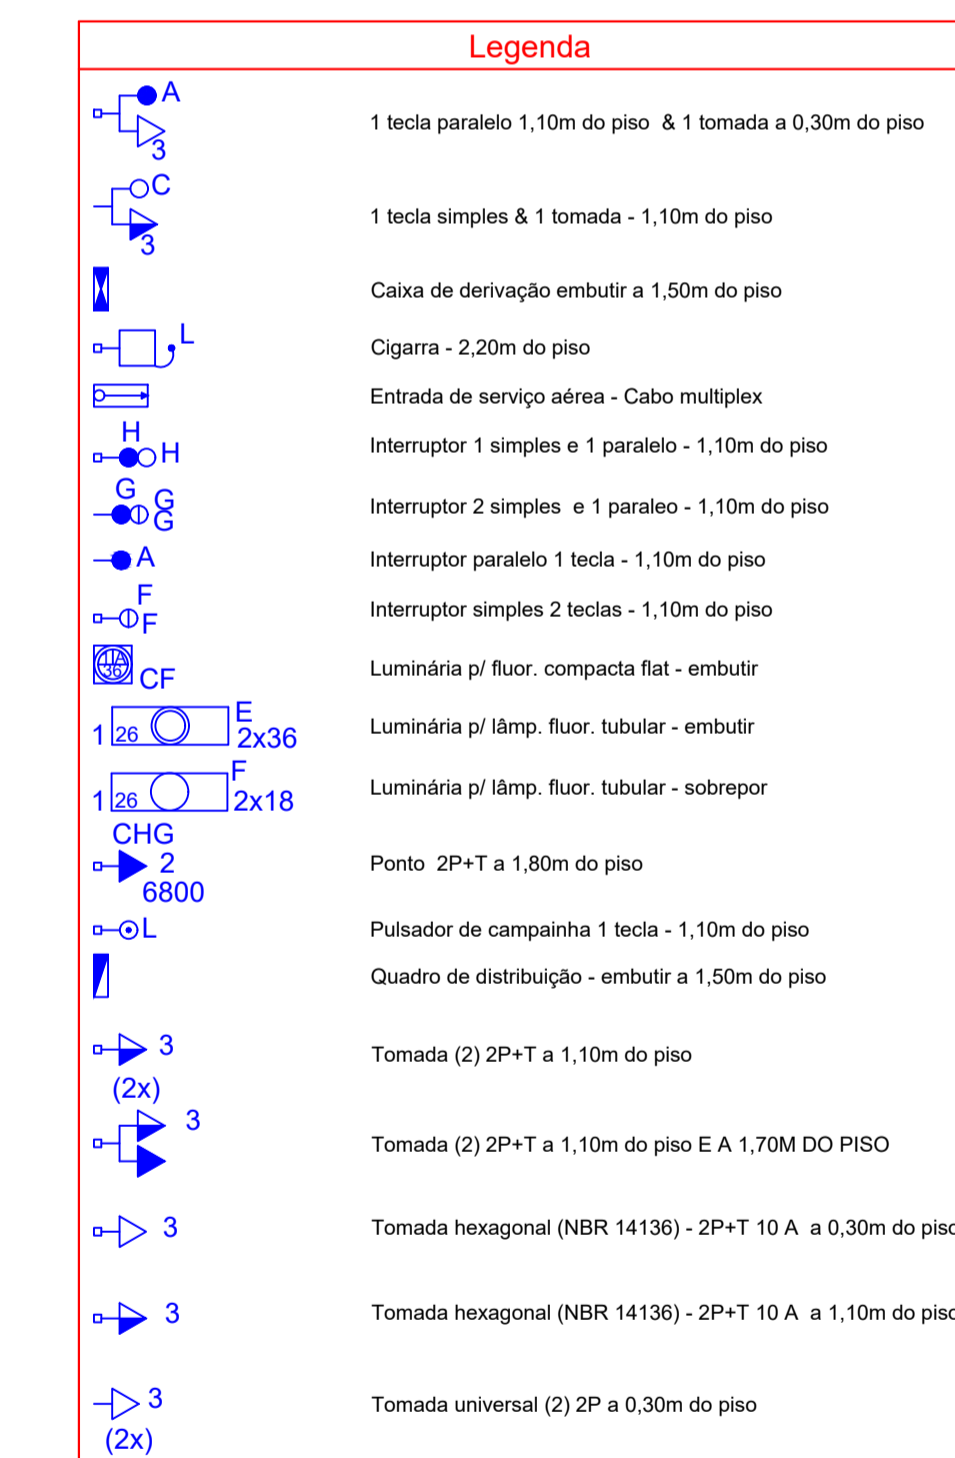 Legenda
A
3
1 tecla paralelo 1,10m do piso & 1 tomada a 0,30m do piso
C
3
1 tecla simples & 1 tomada - 1,10m do piso
Caixa de derivação embutir a 1,50m do piso
L
Cigarra - 2,20m do piso
Entrada de serviço aérea - Cabo multiplex
H
H
Interruptor 1 simples e 1 paralelo - 1,10m do piso
G
G
G
Interruptor 2 simples e 1 paraleo - 1,10m do piso
A
Interruptor paralelo 1 tecla - 1,10m do piso
F
F
Interruptor simples 2 teclas - 1,10m do piso
36
CF
Luminária p/ fluor. compacta flat - embutir
E
1 26 2x36
Luminária p/ lâmp. fluor. tubular - embutir
F
1 26 2x18
Luminária p/ lâmp. fluor. tubular - sobrepor
CHG
2
6800
Ponto 2P+T a 1,80m do piso
L
Pulsador de campainha 1 tecla - 1,10m do piso
Quadro de distribuição - embutir a 1,50m do piso
3
(2x)
Tomada (2) 2P+T a 1,10m do piso
3
Tomada (2) 2P+T a 1,10m do piso E A 1,70M DO PISO
3
Tomada hexagonal (NBR 14136) - 2P+T 10 A a 0,30m do pisc
3
Tomada hexagonal (NBR 14136) - 2P+T 10 A a 1,10m do pisc
3
(2x)
Tomada universal (2) 2P a 0,30m do piso